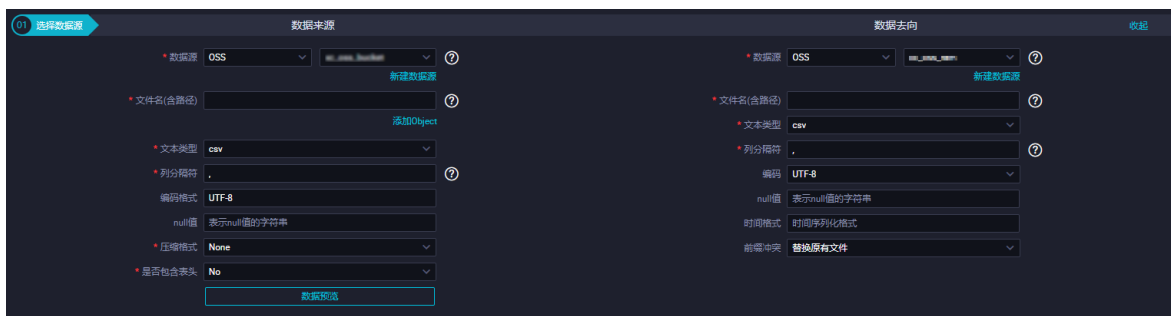 01 选择数据源 数据来源 数据去向 收起
* 数据源 OSS ? * 数据源 OSS ?
新建数据源 新建数据源
* 文件名(含路径) ? * 文件名(含路径) ?
添加Object * 文本类型 csv
* 文本类型 csv * 列分隔符 , ?
* 列分隔符 , ? 编码 UTF-8
编码格式 UTF-8 null值 表示null值的字符串
null值 表示null值的字符串 时间格式 时间序列化格式
* 压缩格式 None 前缀冲突 替换原有文件
* 是否包含表头 No
数据预览